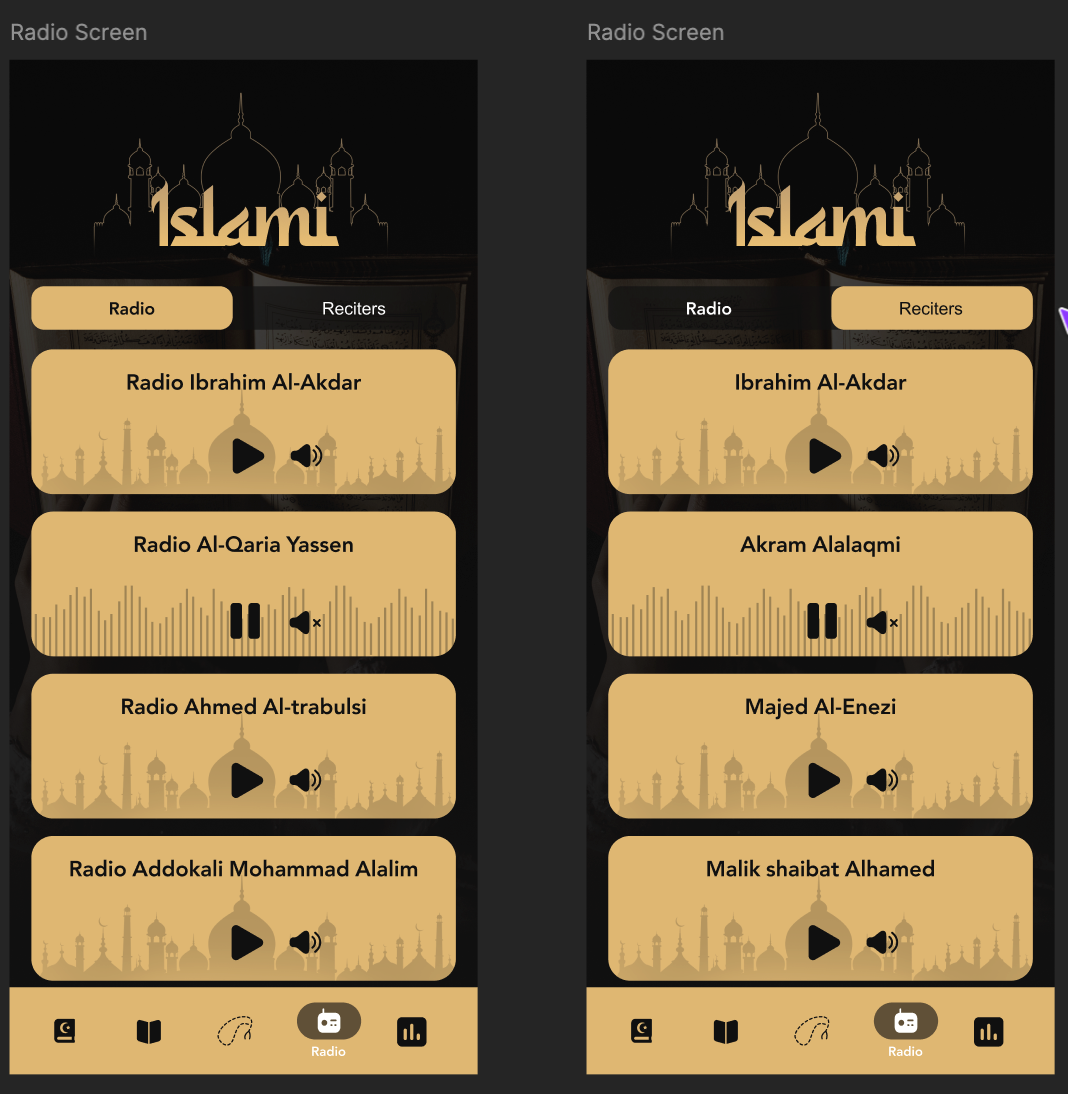 Radio Screen
Islami
Radio
Reciters
Radio Ibrahim Al-Akdar
Radio Al-Qaria Yassen
Radio Ahmed Al-trabulsi
Radio Addokali Mohammad Alalim
Radio
Radio Screen
Islami
Radio
Reciters
Ibrahim Al-Akdar
Akram Alalaqmi
Majed Al-Enezi
Malik shaibat Alhamed
Radio